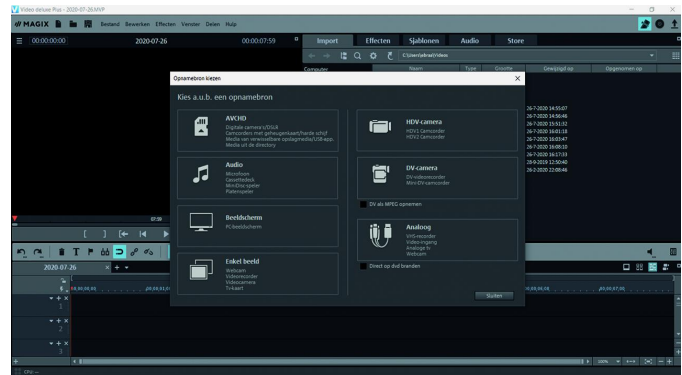 Video deluxe Plus - 2020-07-26.MVP
MAGIX Bestand Bewerken Effecten Venster Delen Hulp
00:00:00:00 2020-07-26 00:00:07:59
Import Effecten Sjablonen Audio Store
Computer Naam Type Grootte Gewijzigd op Opgenomen op
Opnamebron kiezen
Kies a.u.b. een opnamebron
AVCHD
Digitale camera's/DSLR
Camcorders met geheugenkaart/harde schijf
Media van verwisselbare opslagmedia/USB-app.
Media uit de directory
Audio
Microfoon
Cassettedeck
MiniDisc-speler
Platenspeler
Beeldscherm
PC-beeldscherm
Enkel beeld
Webcam
Videorecorder
Videocamera
Tv-kaart
HDV-camera
HDV1 Camcorder
HDV2 Camcorder
DV-camera
DV-videorecorder
Mini-DV-camcorder
DV als MPEG opnemen
Analoog
VHS-recorder
Video-ingang
Analoge tv
Webcam
Direct op dvd branden
Sluiten
26-7-2020 14:55:07
26-7-2020 14:56:46
26-7-2020 15:51:32
26-7-2020 16:01:18
26-7-2020 16:03:47
26-7-2020 16:08:10
26-7-2020 16:17:33
28-9-2019 12:50:40
26-2-2020 22:08:46
07:59
2020-07-26
1
2
3
100%
CPU: —